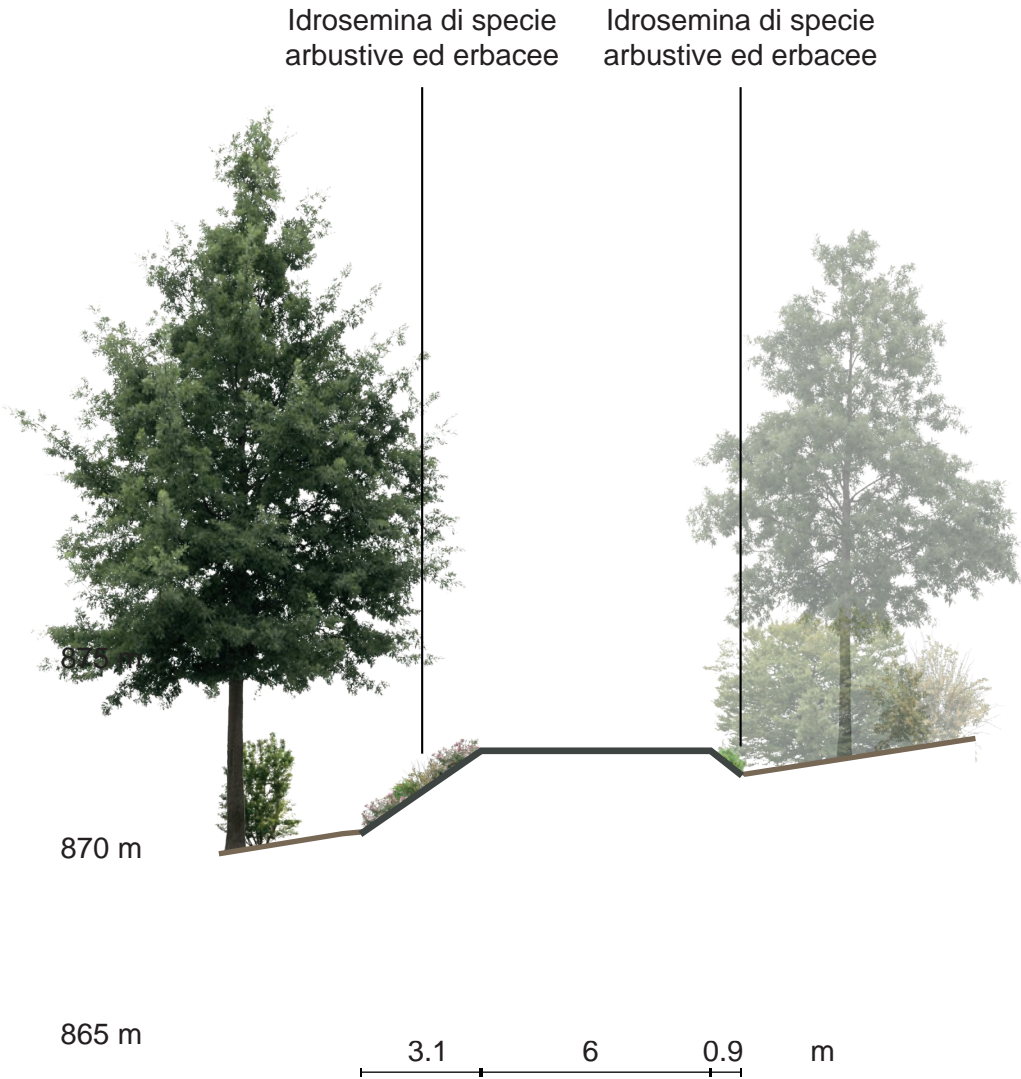 Idrosemina di specie
arbustive ed erbacee
Idrosemina di specie
arbustive ed erbacee
875 m
870 m
865 m
3.1 6 0.9 m